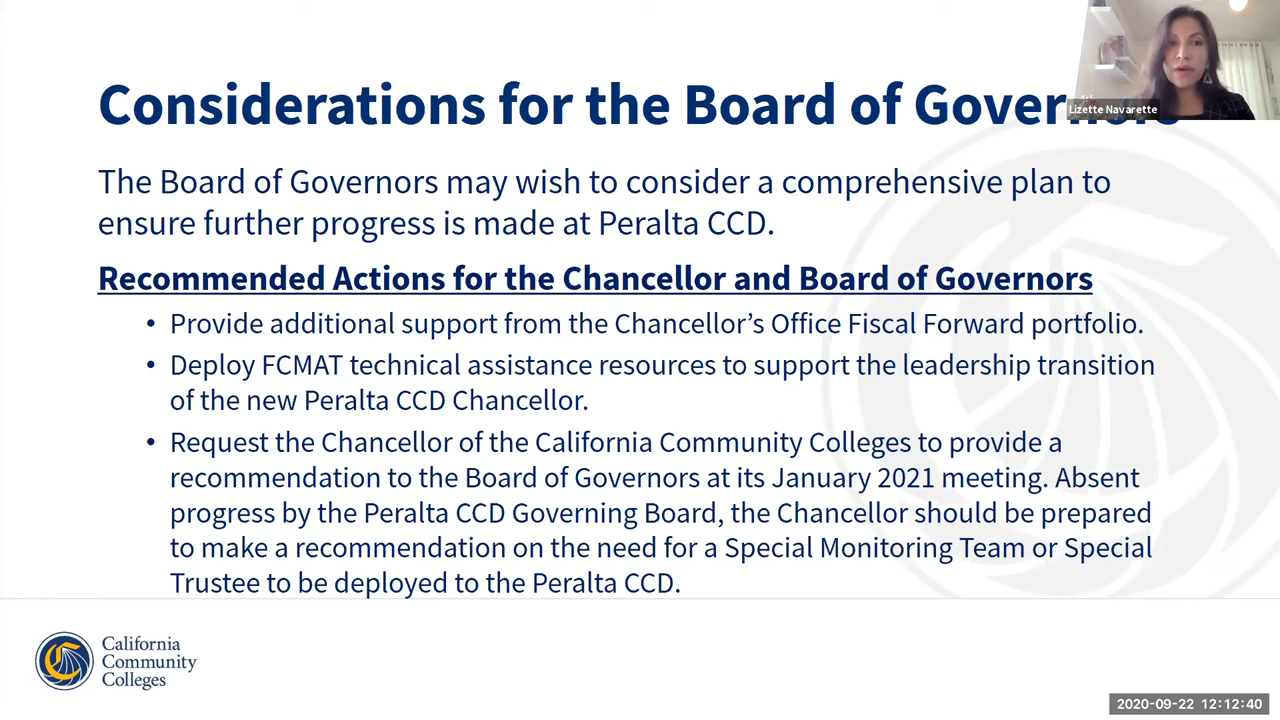 Considerations for the Board of
Lizette Navarette
The Board of Governors may wish to consider a comprehensive plan to
ensure further progress is made at Peralta CCD.
Recommended Actions for the Chancellor and Board of Governors
• Provide additional support from the Chancellor’s Office Fiscal Forward portfolio.
• Deploy FCMAT technical assistance resources to support the leadership transition
of the new Peralta CCD Chancellor.
• Request the Chancellor of the California Community Colleges to provide a
recommendation to the Board of Governors at its January 2021 meeting. Absent
progress by the Peralta CCD Governing Board, the Chancellor should be prepared
to make a recommendation on the need for a Special Monitoring Team or Special
Trustee to be deployed to the Peralta CCD.
California
Community
Colleges
2020-09-22 12:12:40